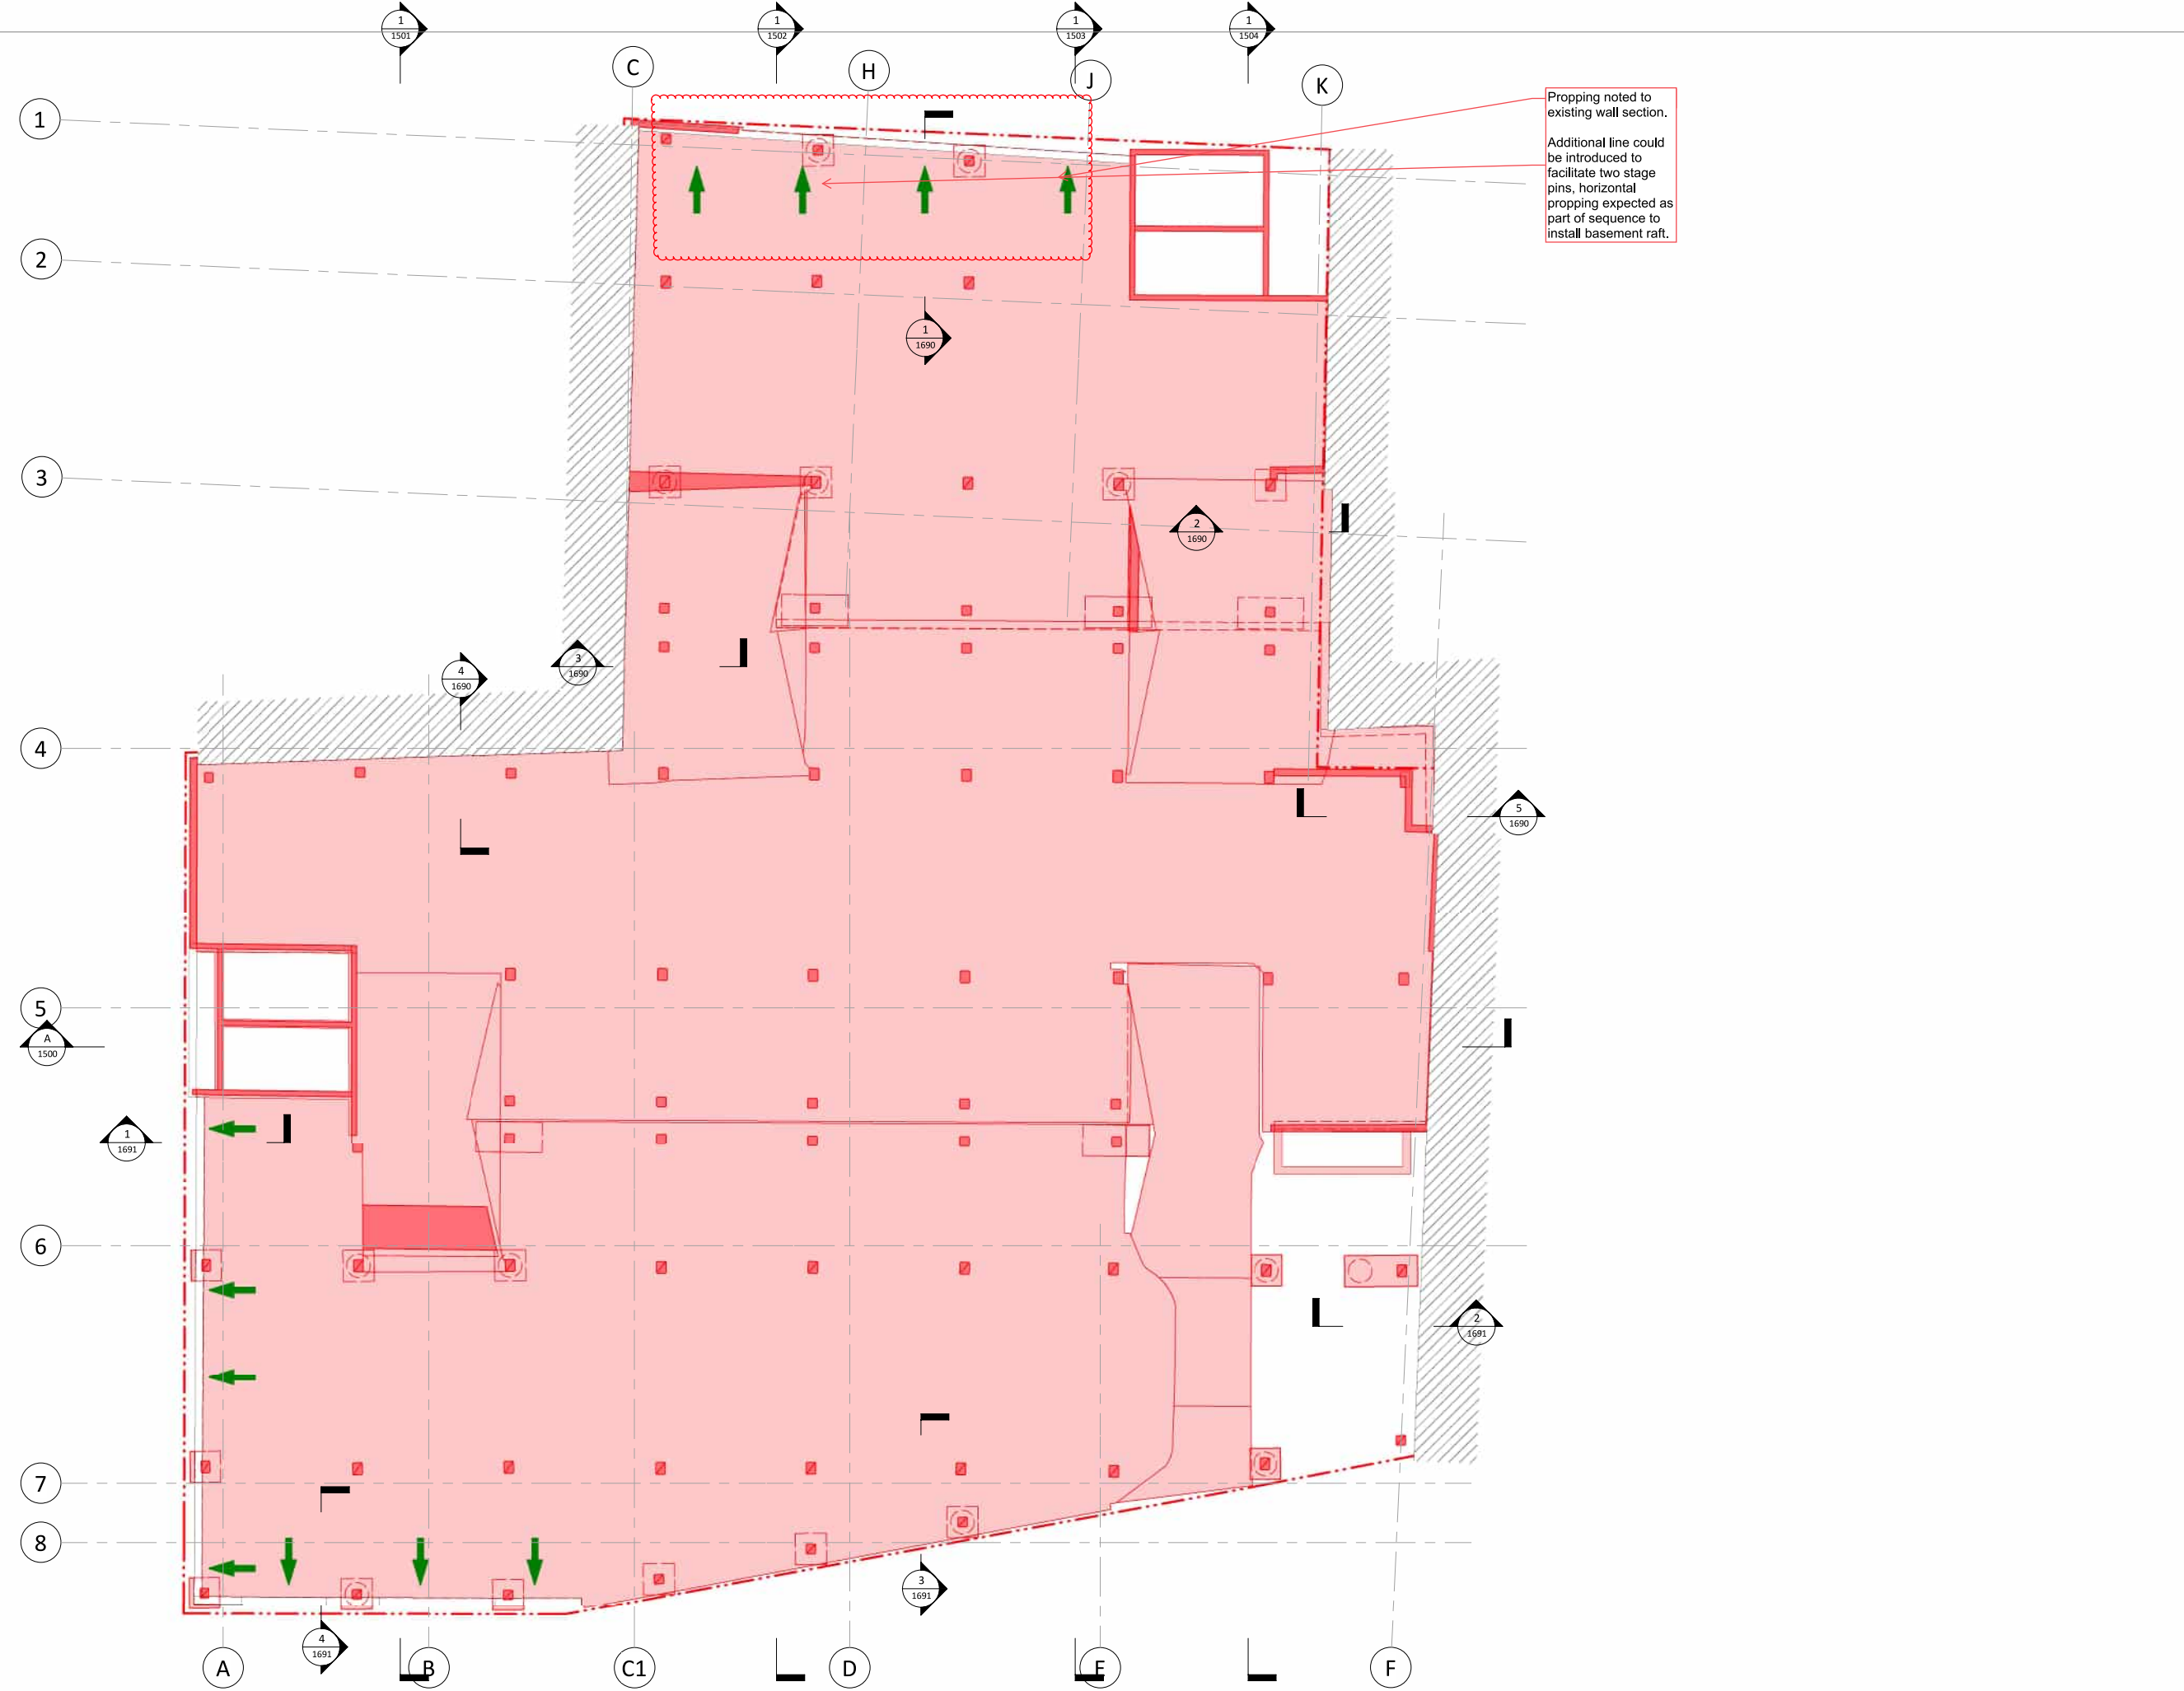 1
1501
1
1502
1
1503
1
1504
C
H
J
K
1
Propping noted to
existing wall section.
Additional line could
be introduced to
facilitate two stage
pins, horizontal
propping expected as
part of sequence to
install basement raft.
2
1
1690
3
2
1690
3
1690
4
1690
4
5
1690
5
A
1500
1
1691
6
2
1691
7
8
3
1691
4
1691
A
B
C1
D
E
F